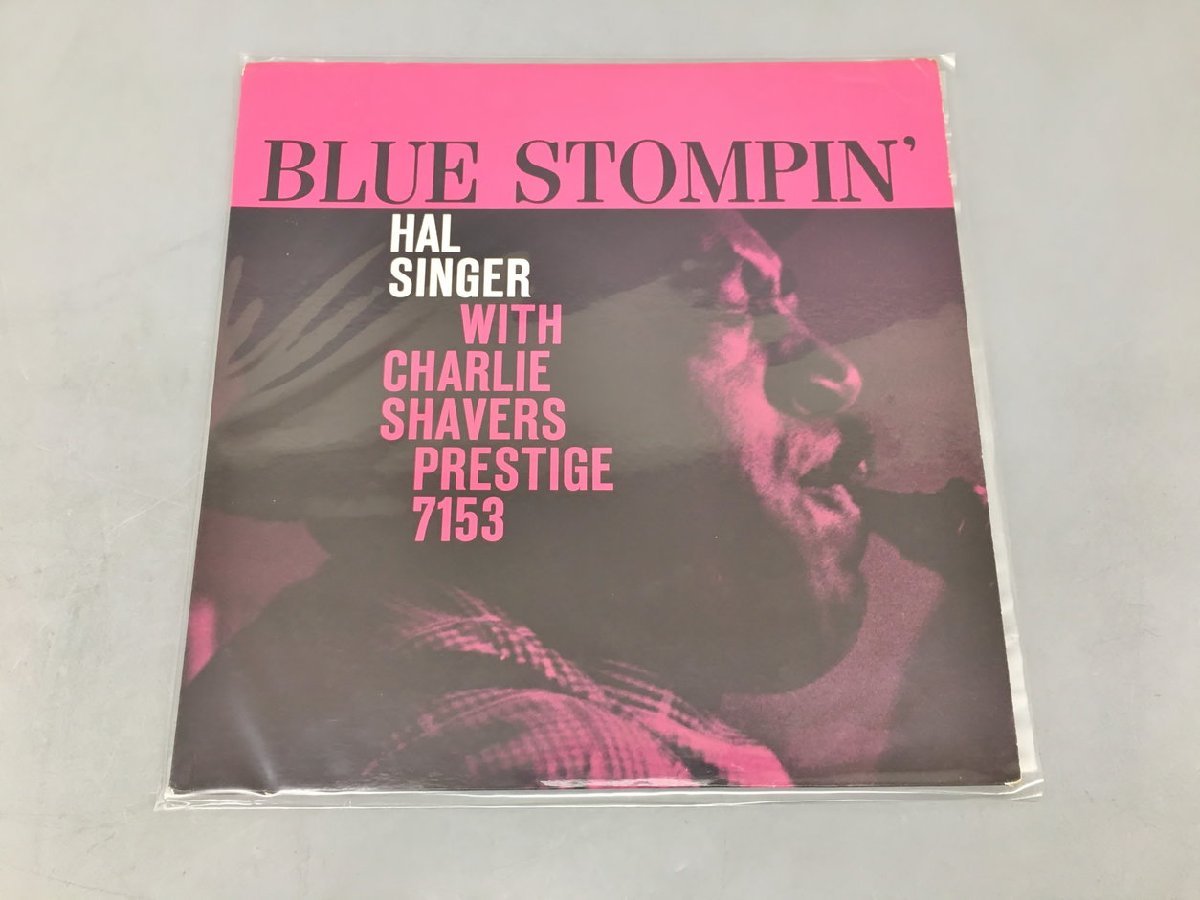 BLUE STOMPIN'
HAL
SINGER
WITH
CHARLIE
SHAVERS
PRESTIGE
7153